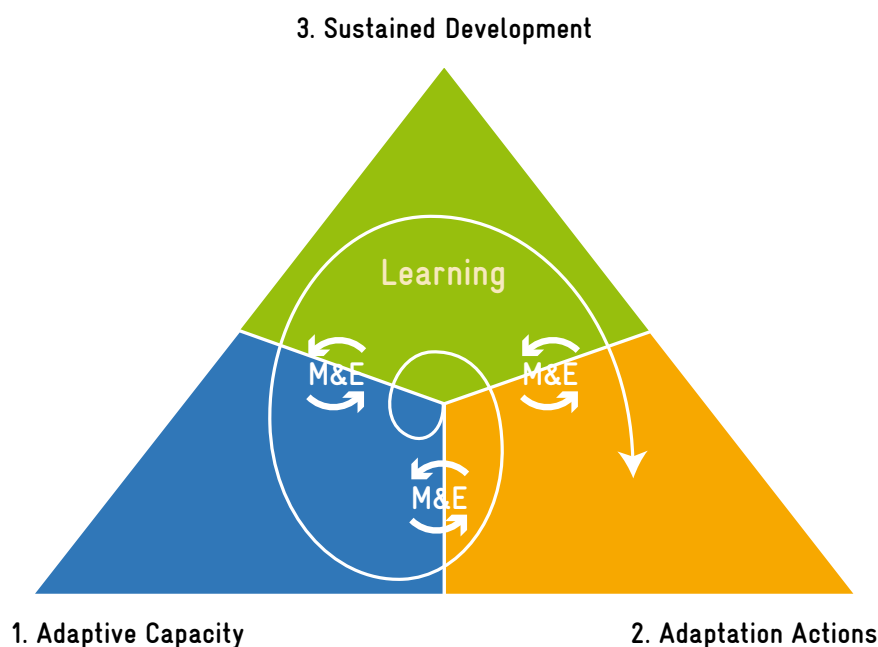 3. Sustained Development
Learning
M&E
M&E
M&E
1. Adaptive Capacity
2. Adaptation Actions